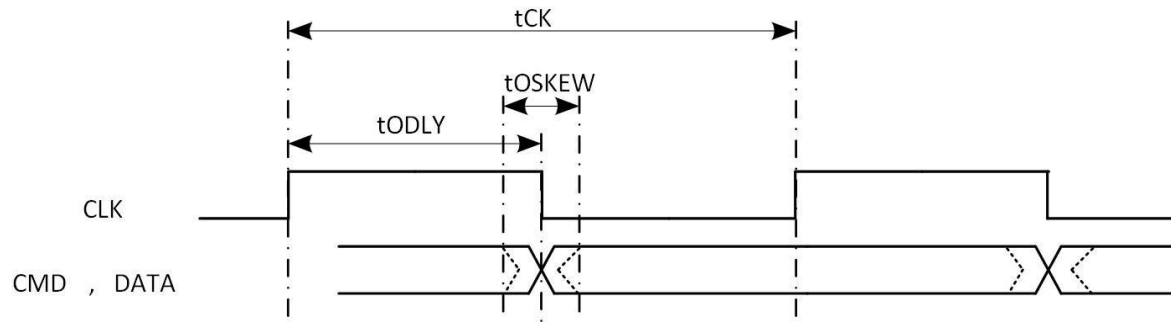 tCK
tOSKEW
tODLY
CLK
CMD , DATA